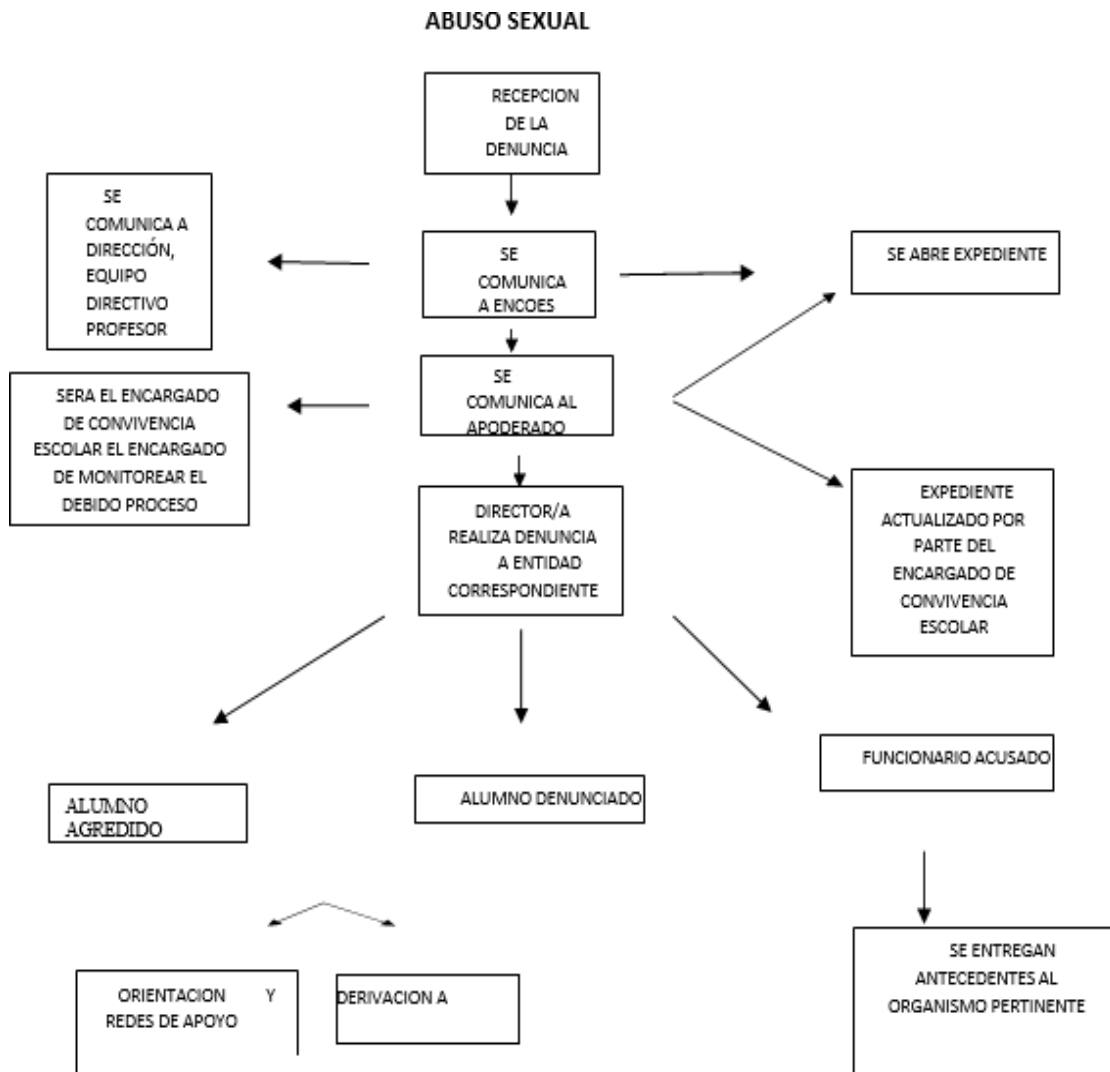 ABUSO SEXUAL
RECEPCION
DE LA
DENUNCIA
SE
COMUNICA A
DIRECCIÓN,
EQUIPO
DIRECTIVO
PROFESOR
SE
COMUNICA
A ENCOES
SE ABRE EXPEDIENTE
SERA EL ENCARGADO
DE CONVIVENCIA
ESCOLAR EL ENCARGADO
DE MONITOREAR EL
DEBIDO PROCESO
SE
COMUNICA AL
APODERADO
DIRECTOR/A
REALIZA DENUNCIA
A ENTIDAD
CORRESPONDIENTE
EXPEDIENTE
ACTUALIZADO POR
PARTE DEL
ENCARGADO DE
CONVIVENCIA
ESCOLAR
ALUMNO
AGREDIDO
ALUMNO DENUNCIADO
FUNCIONARIO ACUSADO
ORIENTACION Y
REDES DE APOYO
DERIVACION A
SE ENTREGAN
ANTECEDENTES AL
ORGANISMO PERTINENTE